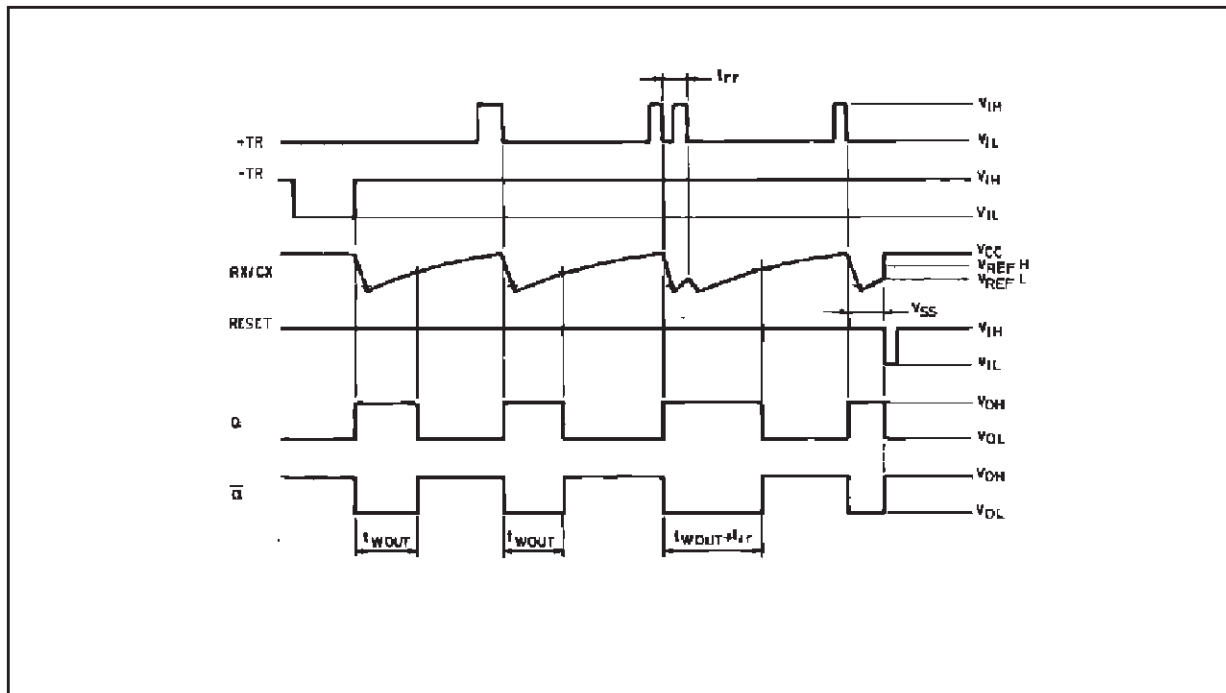 trr
VIH
+TR
VIL
-TR
VIH
VIL
VCC
VREF H
RX/CX
VREF L
VSS
RESET
VIH
VIL
VOH
Q
VOL
VOH
Q
VOL
tWOUT
tWOUT
tWOUT+trr